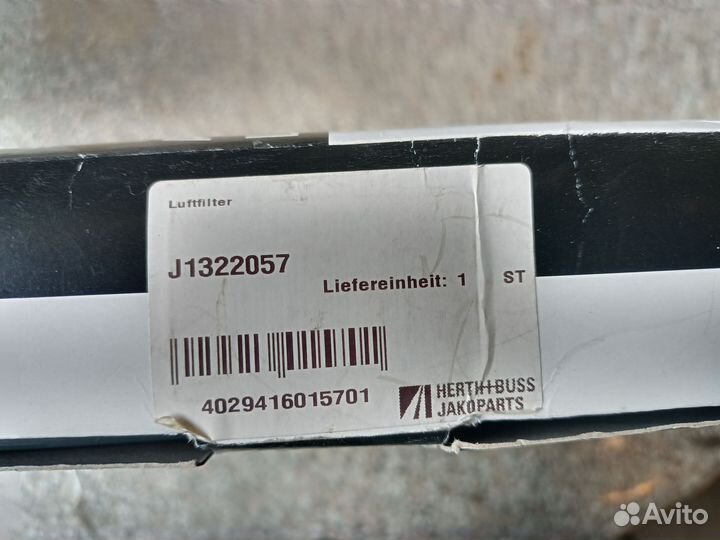 Luftfilter
J1322057
Liefereinheit: 1 ST
4029416015701
HERTH+BUSS
JAKOPARTS
Avito